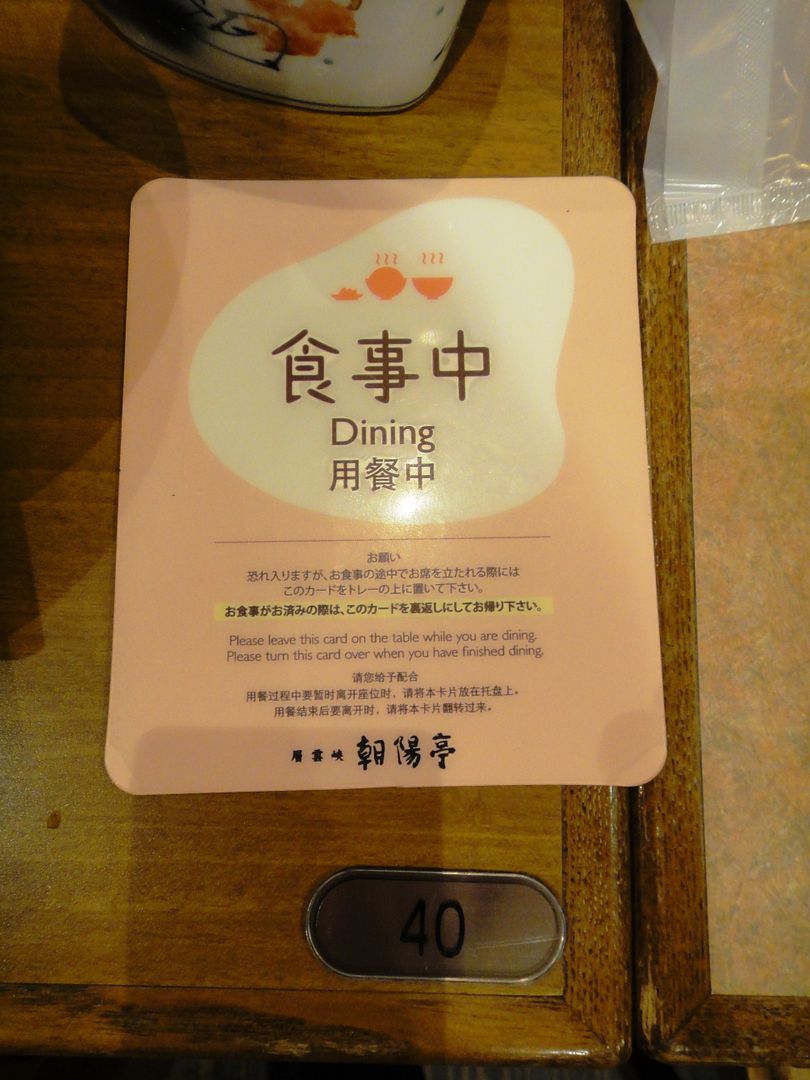 食事中
Dining
用餐中
お願い
恐れ入りますが、お食事の途中でお席を立たれる際には
このカードをトレーの上に置いて下さい。
お食事がお済みの際は、このカードを裏返しにしてお帰り下さい。
Please leave this card on the table while you are dining.
Please turn this card over when you have finished dining.
请您给予配合
用餐过程中要暂时离开座位时，请将本卡片放在托盘上。
用餐结束后要离开时，请将本卡片翻转过来。
層雲峡 朝陽亭
40